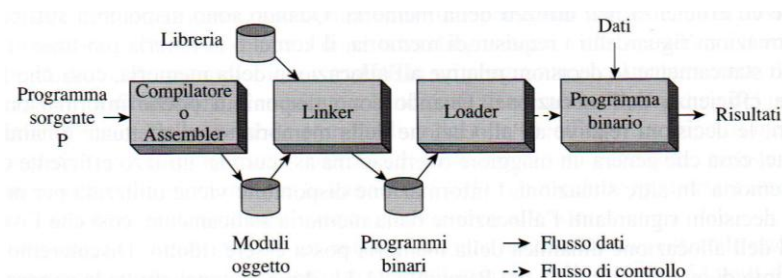 Libreria
Dati
Programma
sorgente
P
Compilatore
o
Assembler
Linker
Loader
Programma
binario
Risultati
Moduli
oggetto
Programmi
binari
Flusso dati
Flusso di controllo